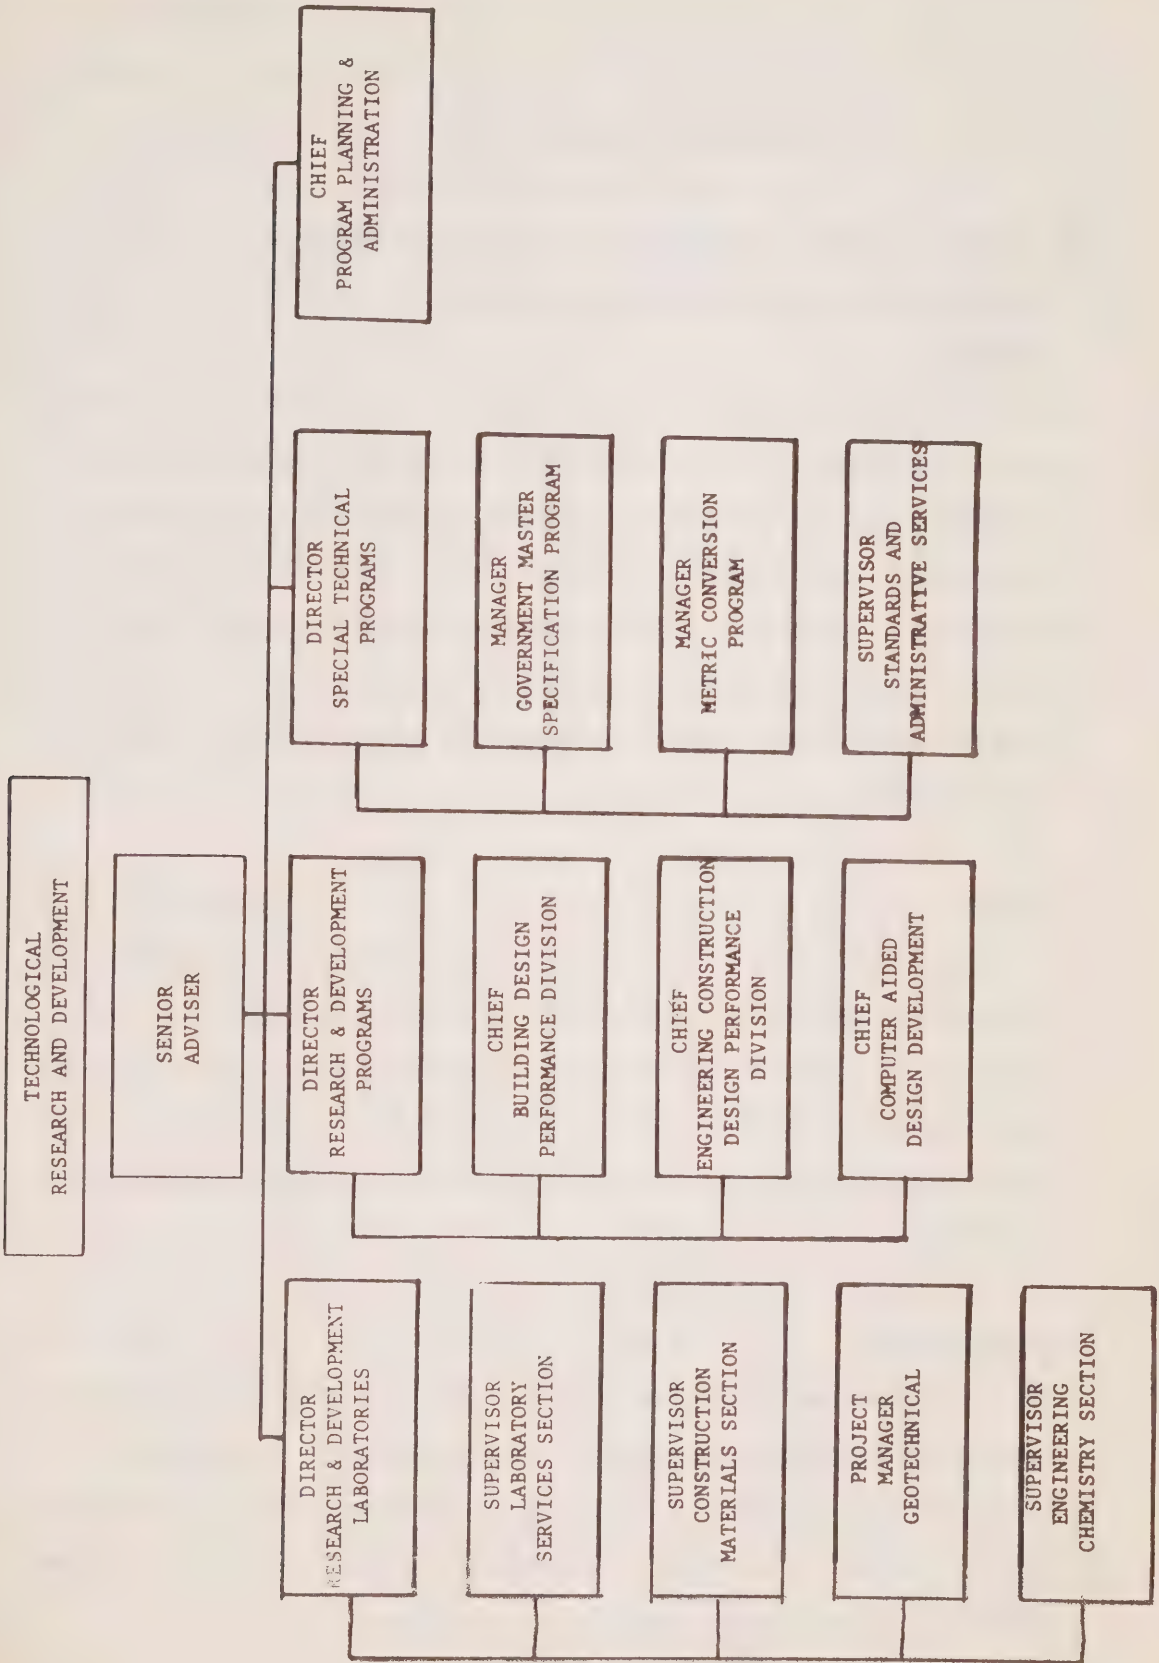 TECHNOLOGICAL
RESEARCH AND DEVELOPMENT
SENIOR
ADVISER
DIRECTOR
RESEARCH & DEVELOPMENT
LABORATORIES
SUPERVISOR
LABORATORY
SERVICES SECTION
SUPERVISOR
CONSTRUCTION
MATERIALS SECTION
PROJECT
MANAGER
GEOTECHNICAL
SUPERVISOR
ENGINEERING
CHEMISTRY SECTION
DIRECTOR
RESEARCH & DEVELOPMENT
PROGRAMS
CHIEF
BUILDING DESIGN
PERFORMANCE DIVISION
CHIEF
ENGINEERING CONSTRUCTION
DESIGN PERFORMANCE
DIVISION
CHIEF
COMPUTER AIDED
DESIGN DEVELOPMENT
DIRECTOR
SPECIAL TECHNICAL
PROGRAMS
MANAGER
GOVERNMENT MASTER
SPECIFICATION PROGRAM
MANAGER
METRIC CONVERSION
PROGRAM
SUPERVISOR
STANDARDS AND
ADMINISTRATIVE SERVICES
CHIEF
PROGRAM PLANNING &
ADMINISTRATION